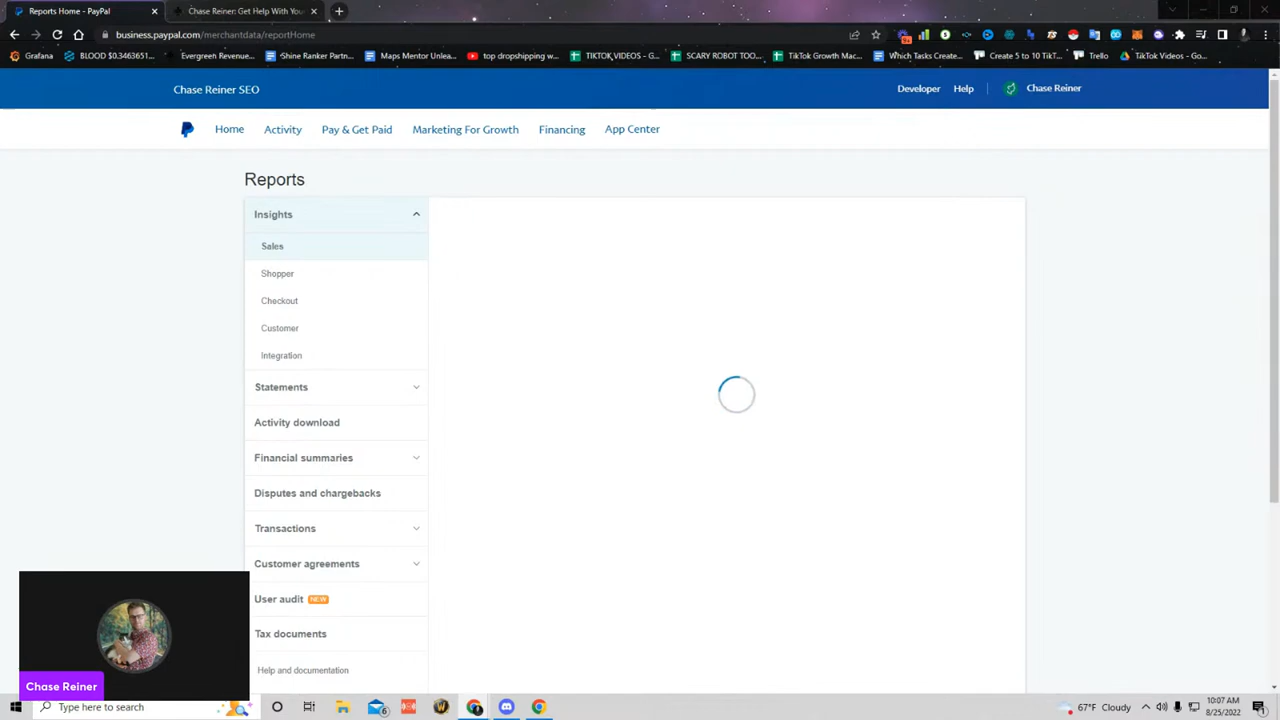 Reports Home - PayPal
Chase Reiner: Get Help With You
business.paypal.com/merchantdata/reportHome
Grafana
BLOOD $0.3463651...
Evergreen Revenue...
Shine Ranker Partn...
Maps Mentor Unleas...
top dropshipping w...
TIKTOK VIDEOS - G...
SCARY ROBOT TOO...
TikTok Growth Mac...
Which Tasks Create...
Create 5 to 10 TikT...
Trello
TikTok Videos - Go...
Chase Reiner SEO
Developer
Help
Chase Reiner
Home
Activity
Pay & Get Paid
Marketing For Growth
Financing
App Center
Reports
Insights
Sales
Shopper
Checkout
Customer
Integration
Statements
Activity download
Financial summaries
Disputes and chargebacks
Transactions
Customer agreements
User audit NEW
Tax documents
Help and documentation
Chase Reiner
Type here to search
6
67°F Cloudy
10:07 AM
8/25/2022